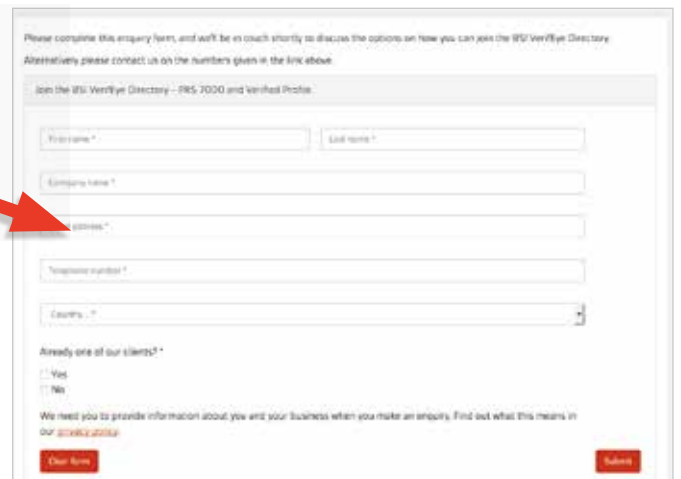 Please complete this enquiry form, and we'll be in touch shortly to discuss the options on how you can join the BSI VerifEye Directory.
Alternatively please contact us on the numbers given in the link above.
Join the BSI VerifEye Directory - PAS 7000 and Verified Profile
First name * Last name *
Company name *
address *
Telephone number *
Country... *
Already one of our clients? *
Yes
No
We need you to provide information about you and your business when you make an enquiry. Find out what this means in
our privacy policy.
Clear form Submit